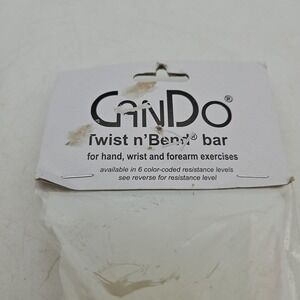 CanDo®
Twist n' Bend® bar
for hand, wrist and forearm exercises
available in 6 color-coded resistance levels
see reverse for resistance level